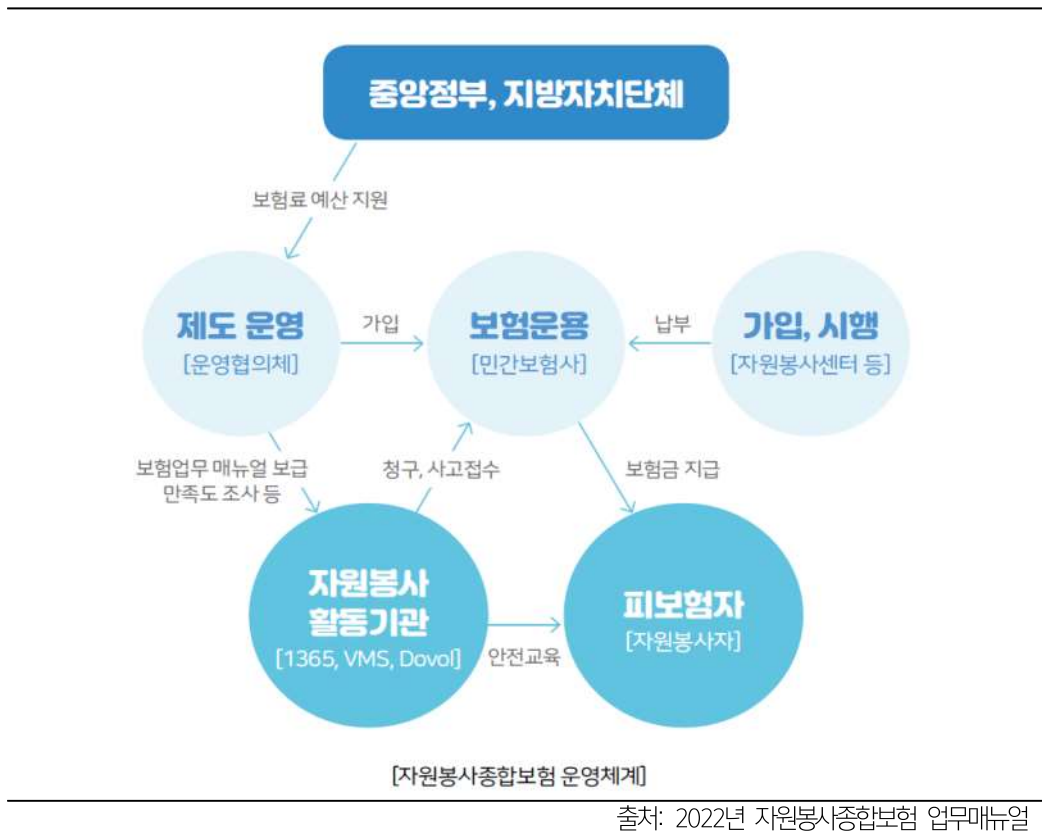 중앙정부, 지방자치단체
보험료 예산 지원
제도 운영
[운영협의체]
가입
보험운용
[민간보험사]
납부
가입, 시행
[자원봉사센터 등]
보험업무 매뉴얼 보급
만족도 조사 등
청구, 사고접수
보험금 지급
자원봉사
활동기관
[1365, VMS, Dovol]
안전교육
피보험자
[자원봉사자]
[자원봉사종합보험 운영체계]
출처: 2022년 자원봉사종합보험 업무매뉴얼